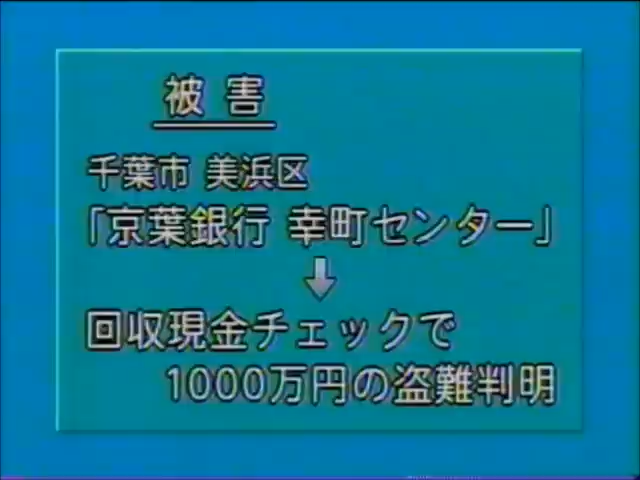 被害
千葉市 美浜区
「京葉銀行 幸町センター」
↓
回収現金チェックで
1000万円の盗難判明